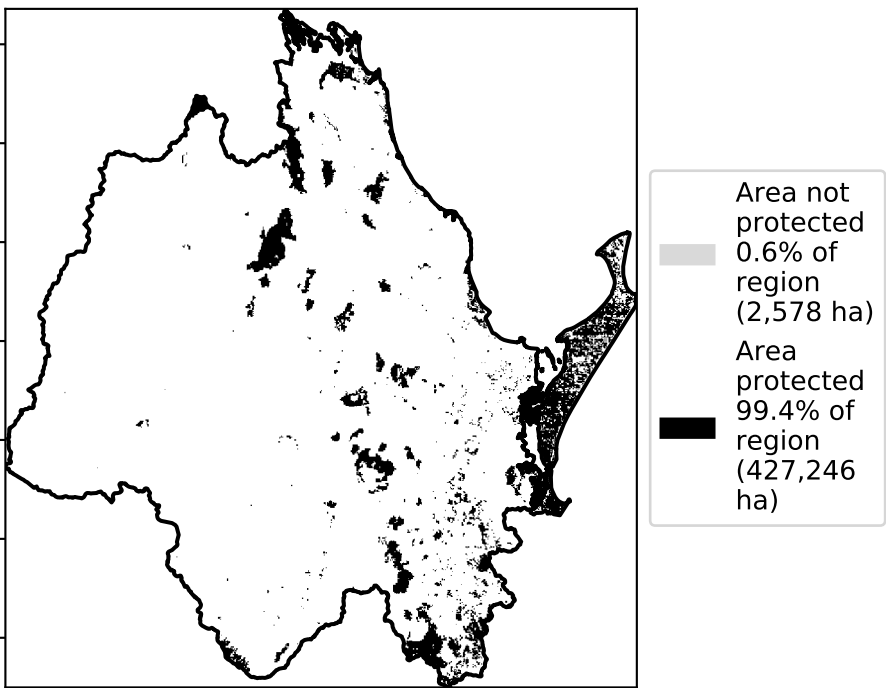 Area not
protected
0.6% of
region
(2,578 ha)
Area
protected
99.4% of
region
(427,246
ha)